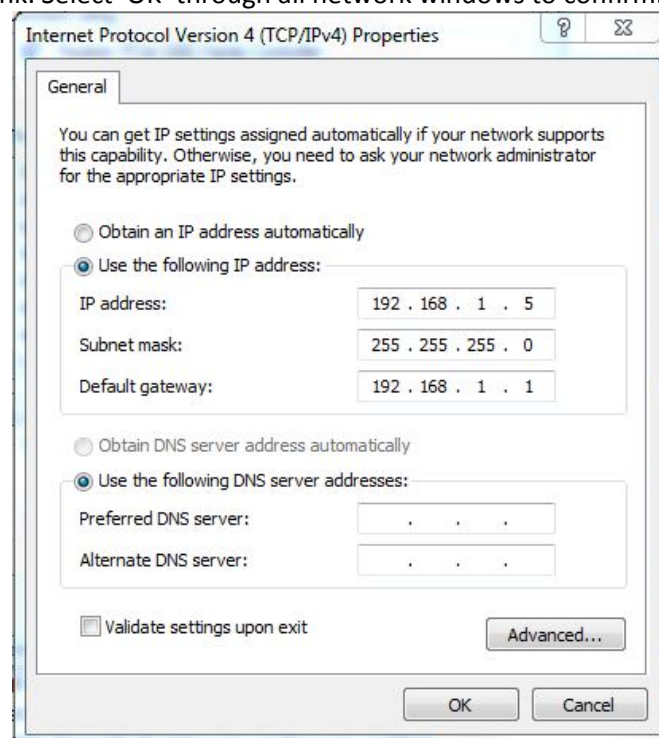 Select 'OK' through all network windows to confirm
Internet Protocol Version 4 (TCP/IPv4) Properties
General
You can get IP settings assigned automatically if your network supports
this capability. Otherwise, you need to ask your network administrator
for the appropriate IP settings.
Obtain an IP address automatically
Use the following IP address:
IP address: 192 . 168 . 1 . 5
Subnet mask: 255 . 255 . 255 . 0
Default gateway: 192 . 168 . 1 . 1
Obtain DNS server address automatically
Use the following DNS server addresses:
Preferred DNS server: . . .
Alternate DNS server: . . .
Validate settings upon exit
Advanced...
OK Cancel